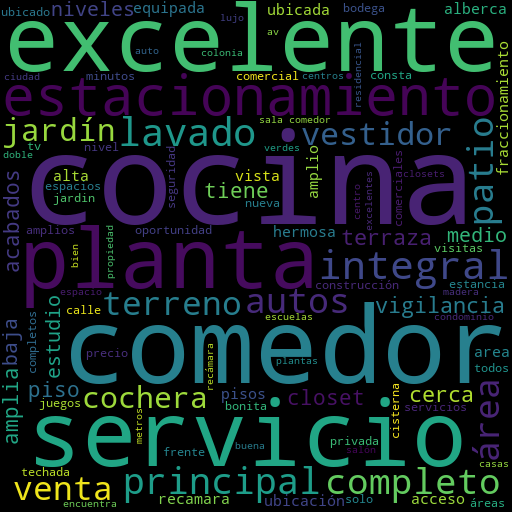 ubicado niveles equipada ubicada bodega alberca
lujo
av
excelente
auto colonia
ciudad minutos comercial centros consta
residencial
estacionamiento
fraccionamiento
jardín lavado sala comedor vestidor
doble tv nivel verdes
patio
cocina
seguridad
amplio
alta vista closets
espacios tiene nueva
jardin
centro
excelentes
comerciales
acabados
amplios oportunidad hermosa terraza medio
visitas
bien
propiedad
planta
integral
construcción estancia
espacio madera
terreno autos vigilancia
calle escuelas condominio
baja
estudio
completos
comedor
precio recámara plantas area
todos
amplia piso cochera pisos closet cerca
juegos bonita servicios
cisterna
área
metros
servicio
frente buena privada salón
casas
techada principal completo
venta recamara ubicación solo acceso áreas
encuentra